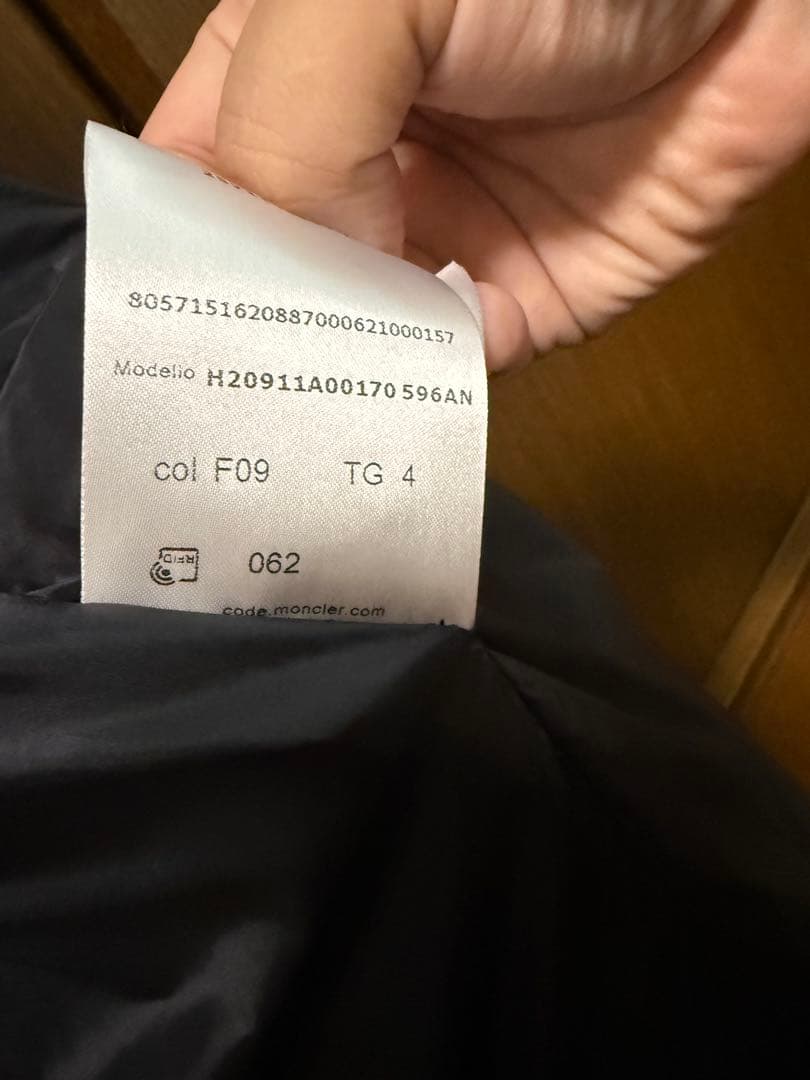 8057151620887000621000157
Modello H20911A00170 596AN
col F09 TG 4
RFID 062
code.moncler.com